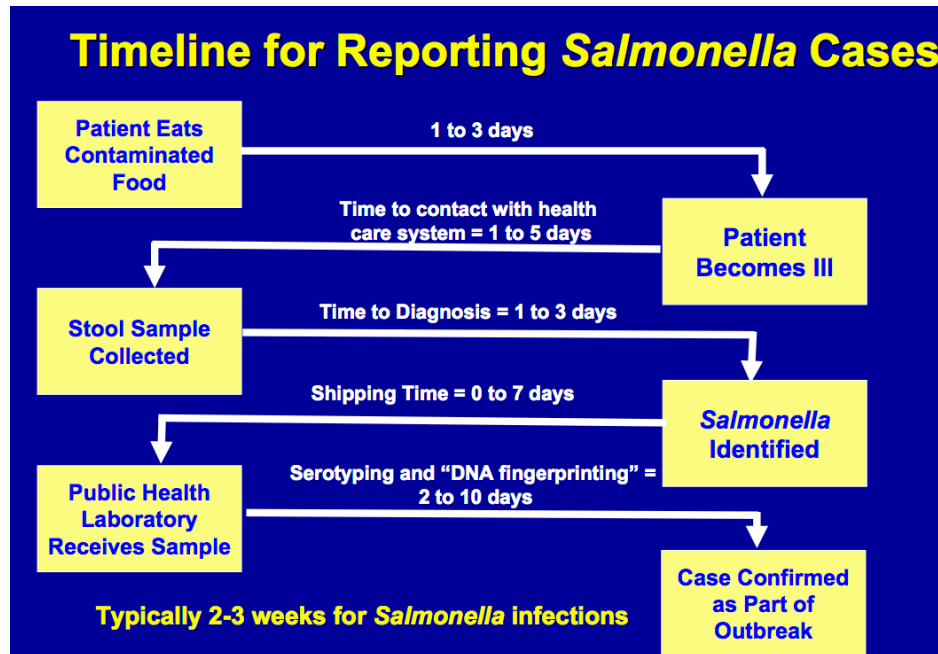 Timeline for Reporting Salmonella Cases
Patient Eats
Contaminated
Food
1 to 3 days
Patient
Becomes Ill
Time to contact with health
care system = 1 to 5 days
Stool Sample
Collected
Time to Diagnosis = 1 to 3 days
Salmonella
Identified
Shipping Time = 0 to 7 days
Public Health
Laboratory
Receives Sample
Serotyping and “DNA fingerprinting” =
2 to 10 days
Case Confirmed
as Part of
Outbreak
Typically 2-3 weeks for Salmonella infections